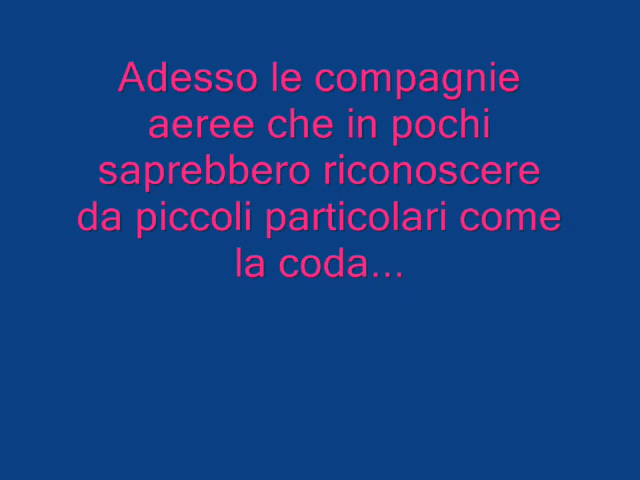 Adesso le compagnie
aeree che in pochi
saprebbero riconoscere
da piccoli particolari come
la coda...